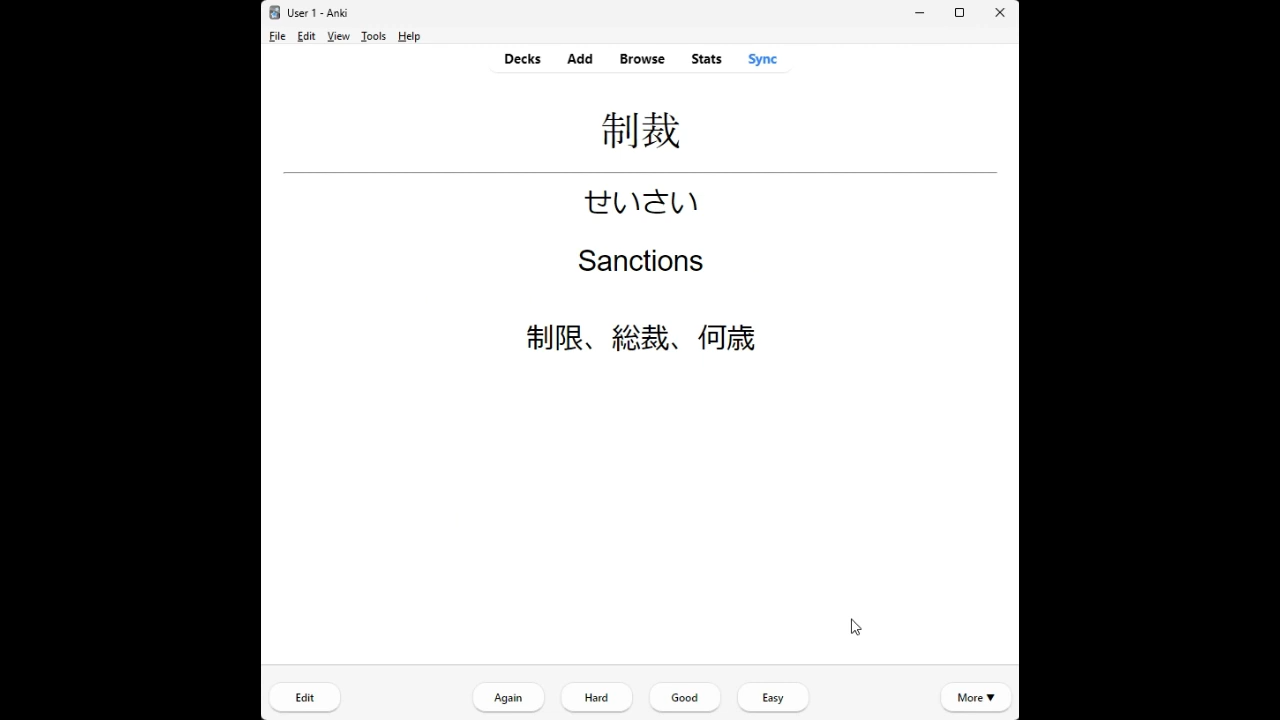 User 1 - Anki
File Edit View Tools Help
Decks Add Browse Stats Sync
制裁
せいさい
Sanctions
制限、総裁、何歳
Edit Again Hard Good Easy More ▼